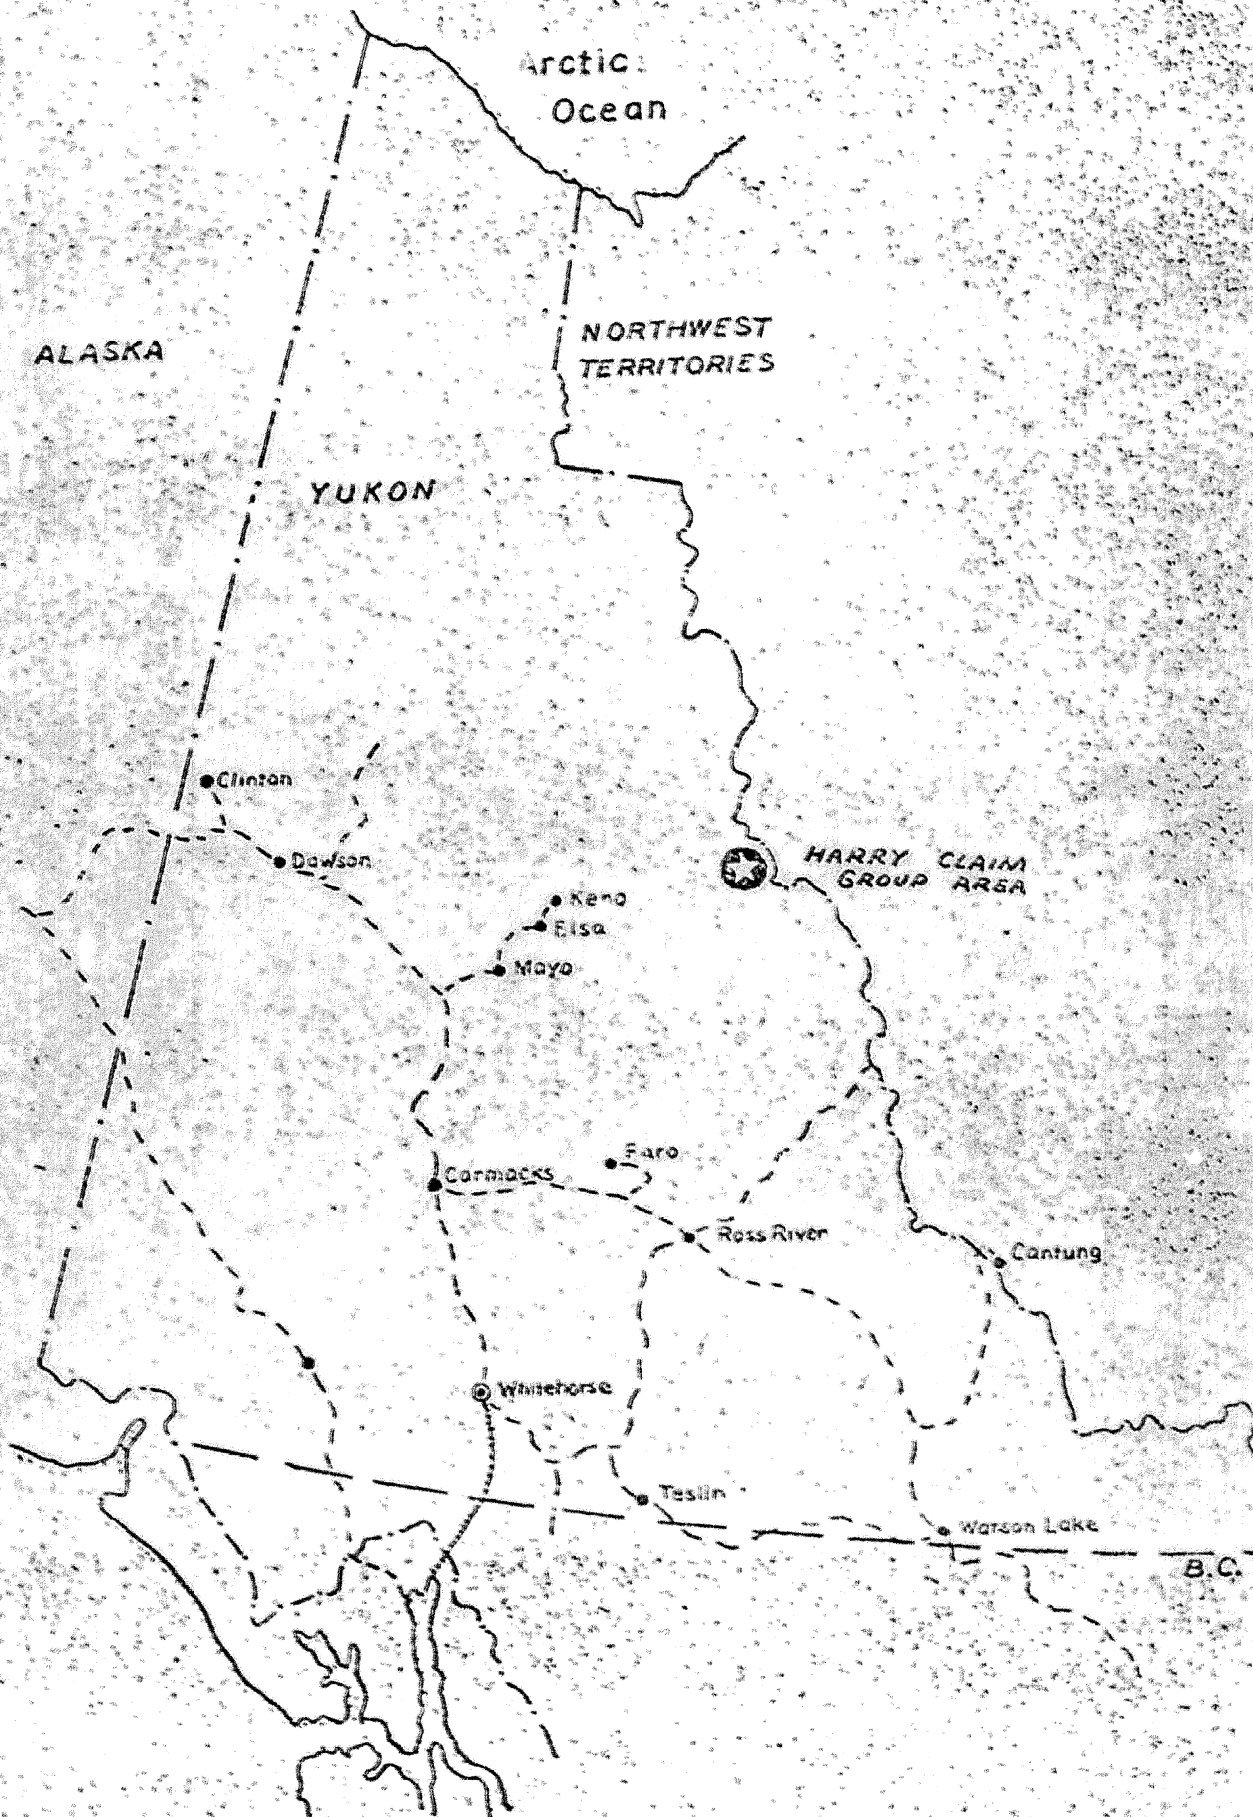 Arctic
Ocean
NORTHWEST
TERRITORIES
ALASKA
YUKON
Clinton
Dawson
HARRY CLAIM
GROUP AREA
Keno
Elsa
Mayo
Faro
Carmacks
Ross River
Cantung
Whitehorse
Teslin
Watson Lake
B.C.